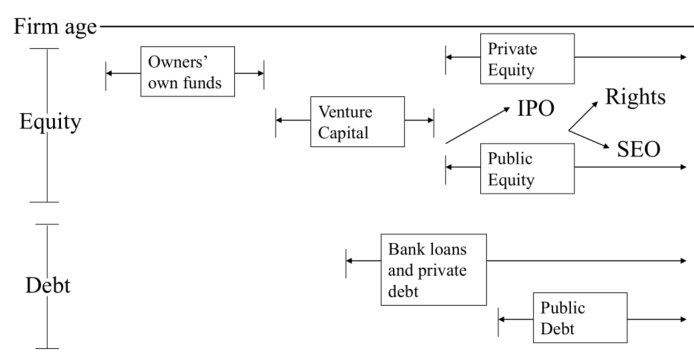 Firm age
Owners'
own funds
Private
Equity
Equity
Venture
Capital
IPO
Rights
SEO
Public
Equity
Debt
Bank loans
and private
debt
Public
Debt